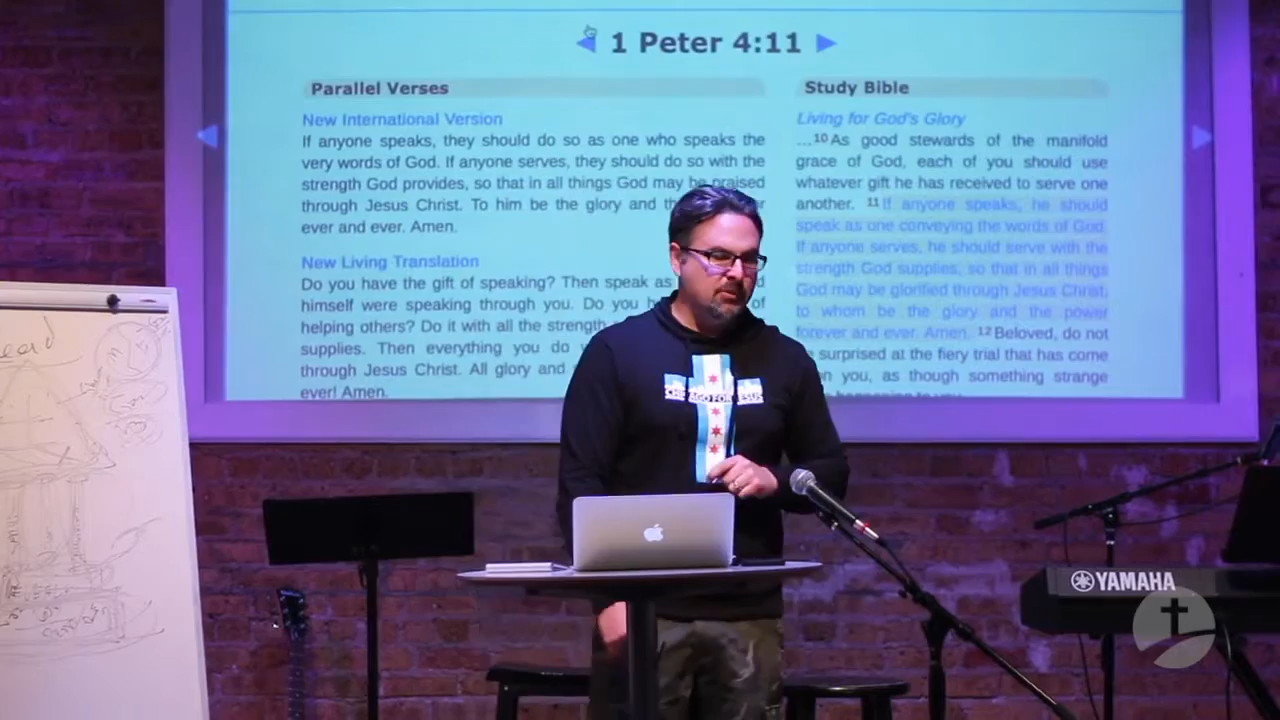 1 Peter 4:11
Parallel Verses
New International Version
If anyone speaks, they should do so as one who speaks the
very words of God. If anyone serves, they should do so with the
strength God provides, so that in all things God may be praised
through Jesus Christ. To him be the glory and
ever and ever. Amen.
New Living Translation
Do you have the gift of speaking? Then speak as
himself were speaking through you. Do you of
helping others? Do it with all the strength
supplies. Then everything you do
through Jesus Christ. All glory and
ever! Amen.
Study Bible
Living for God's Glory
...10 As good stewards of the manifold
grace of God, each of you should use
whatever gift he has received to serve one
another. 11 If anyone speaks, he should
speak as one conveying the words of God.
If anyone serves, he should serve with the
strength God supplies, so that in all things
God may be glorified through Jesus Christ,
to whom be the glory and the power
forever and ever. Amen. 12 Beloved, do not
surprised at the fiery trial that has come
you, as though something strange
YAMAHA